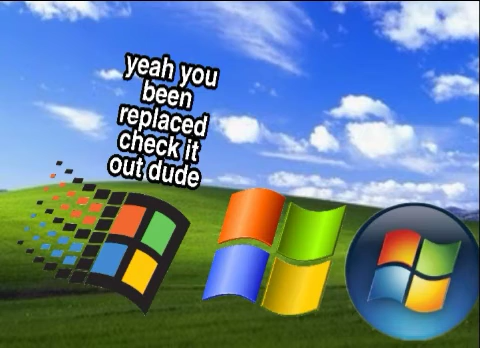 yeah you
been
replaced
check it
out dude